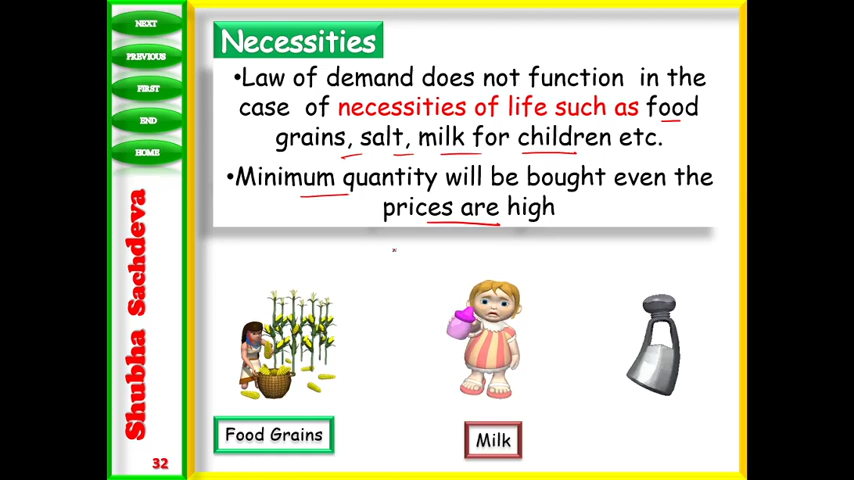 NEXT
PREVIOUS
FIRST
END
HOME
Shubha Sachdeva
32
Necessities
•Law of demand does not function in the
case of necessities of life such as food
grains, salt, milk for children etc.
•Minimum quantity will be bought even the
prices are high
Food Grains
Milk